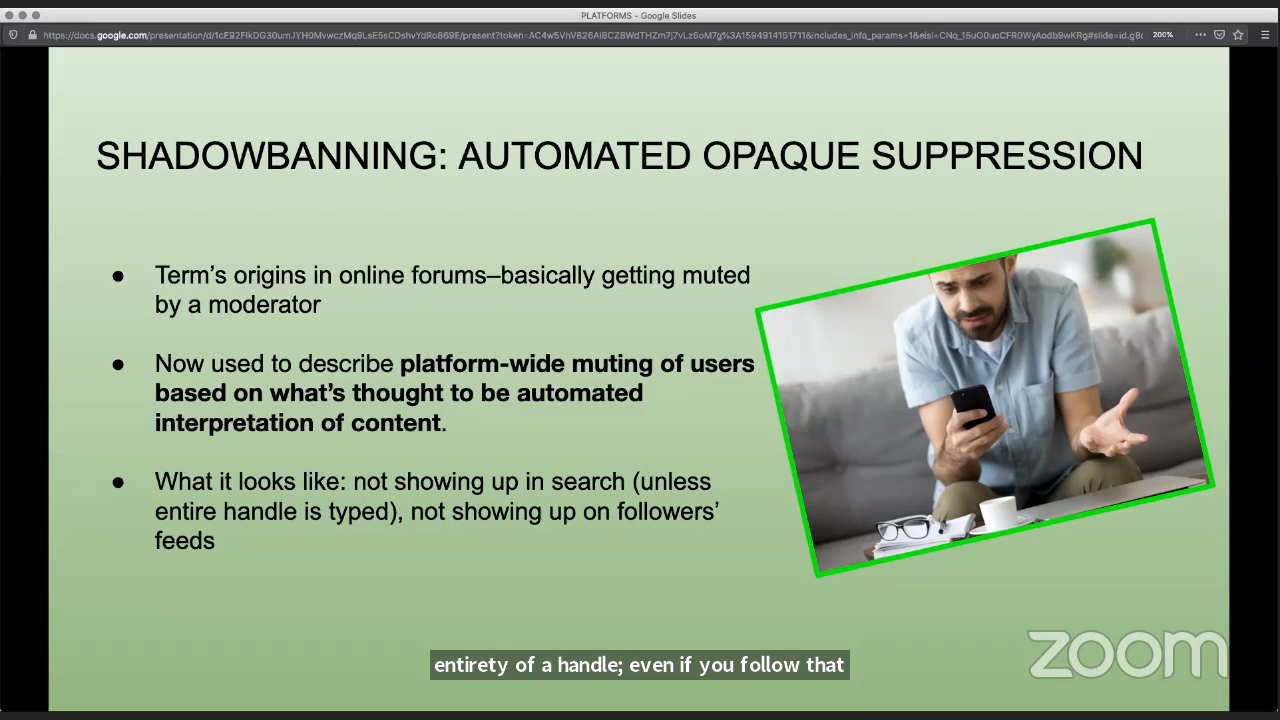 PLATFORMS - Google Slides
200%
SHADOWBANNING: AUTOMATED OPAQUE SUPPRESSION
● Term's origins in online forums–basically getting muted
by a moderator
● Now used to describe platform-wide muting of users
based on what's thought to be automated
interpretation of content.
● What it looks like: not showing up in search (unless
entire handle is typed), not showing up on followers'
feeds
entirety of a handle; even if you follow that
zoom